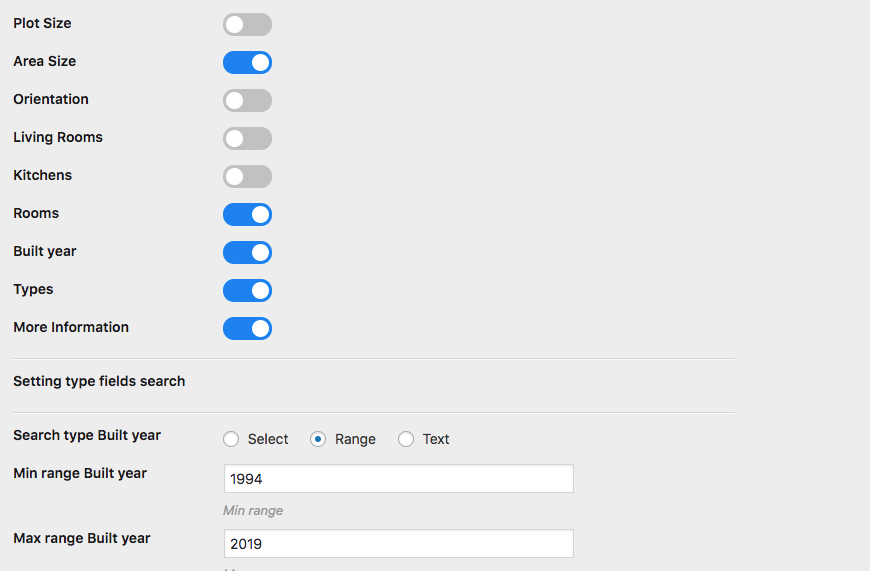 Plot Size
Area Size
Orientation
Living Rooms
Kitchens
Rooms
Built year
Types
More Information
Setting type fields search
Search type Built year Select Range Text
Min range Built year 1994
Min range
Max range Built year 2019